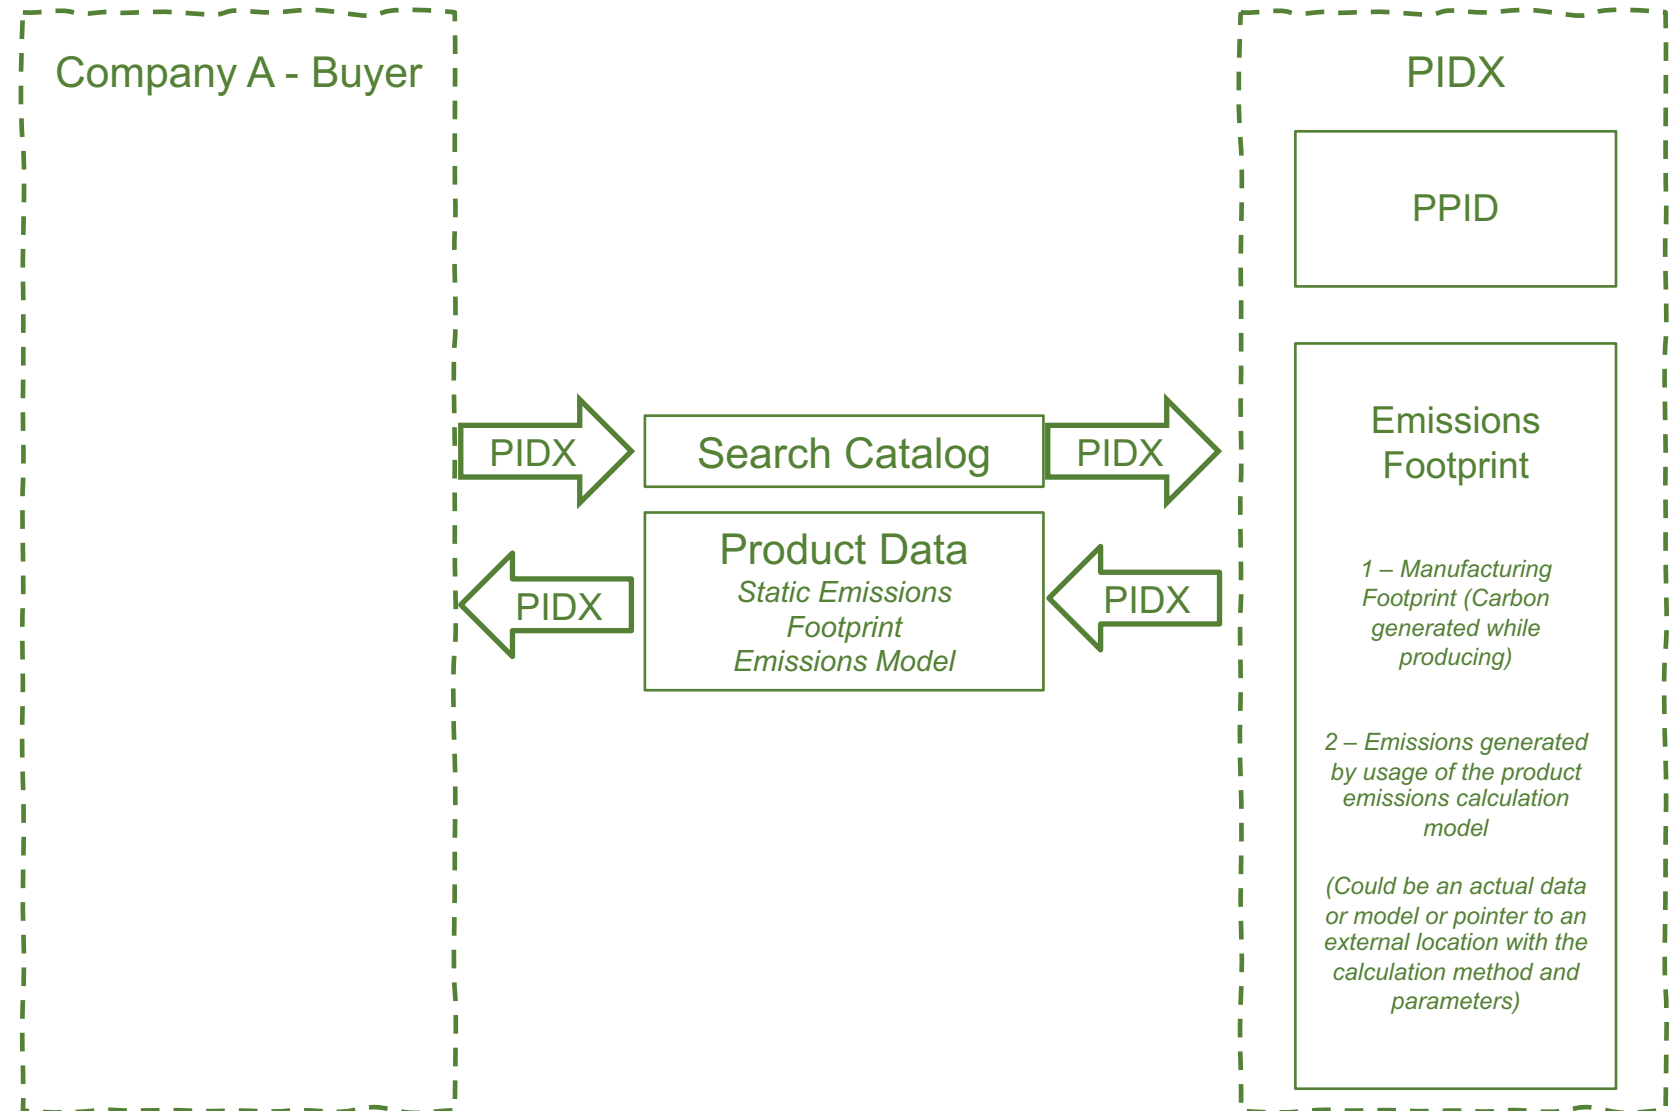 Company A - Buyer
PIDX
PPID
PIDX
Search Catalog
PIDX
PIDX
Product Data
Static Emissions
Footprint
Emissions Model
PIDX
Emissions
Footprint
1 – Manufacturing
Footprint (Carbon
generated while
producing)
2 – Emissions generated
by usage of the product
emissions calculation
model
(Could be an actual data
or model or pointer to an
external location with the
calculation method and
parameters)